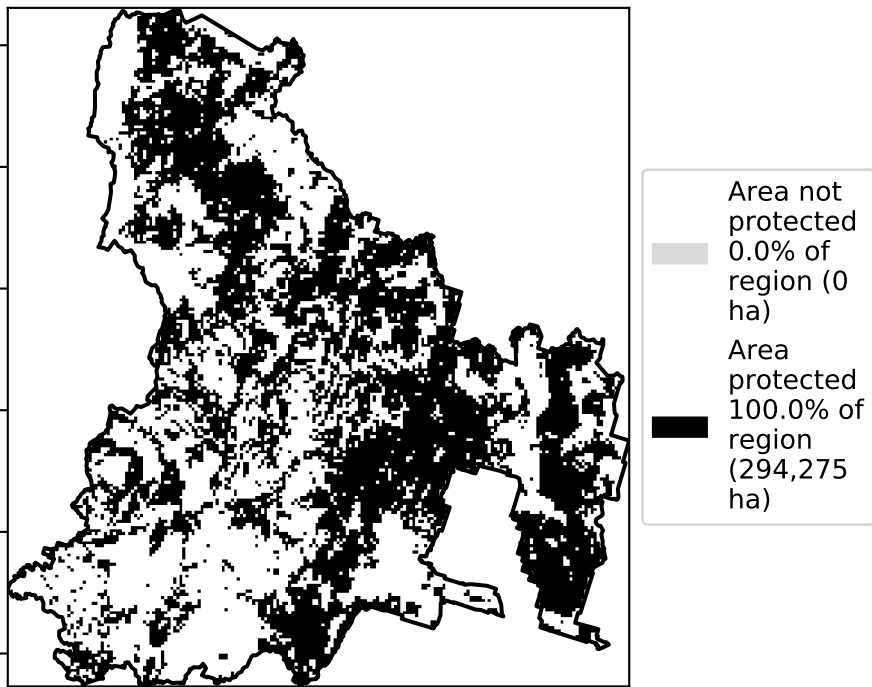 Area not
protected
0.0% of
region (0
ha)
Area
protected
100.0% of
region
(294,275
ha)